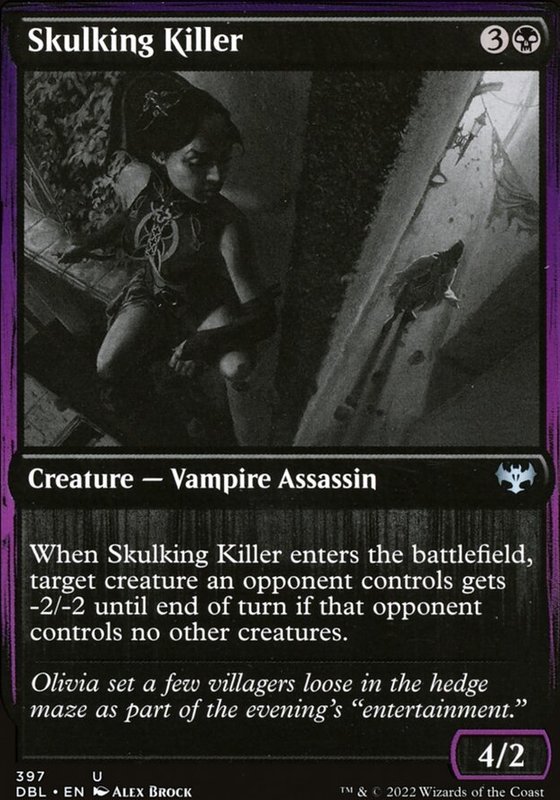 Skulking Killer
3
Creature — Vampire Assassin
When Skulking Killer enters the battlefield,
target creature an opponent controls gets
-2/-2 until end of turn if that opponent
controls no other creatures.
Olivia set a few villagers loose in the hedge
maze as part of the evening's “entertainment.”
4/2
397 U
DBL • EN ALEX BROCK
™ & © 2022 Wizards of the Coast